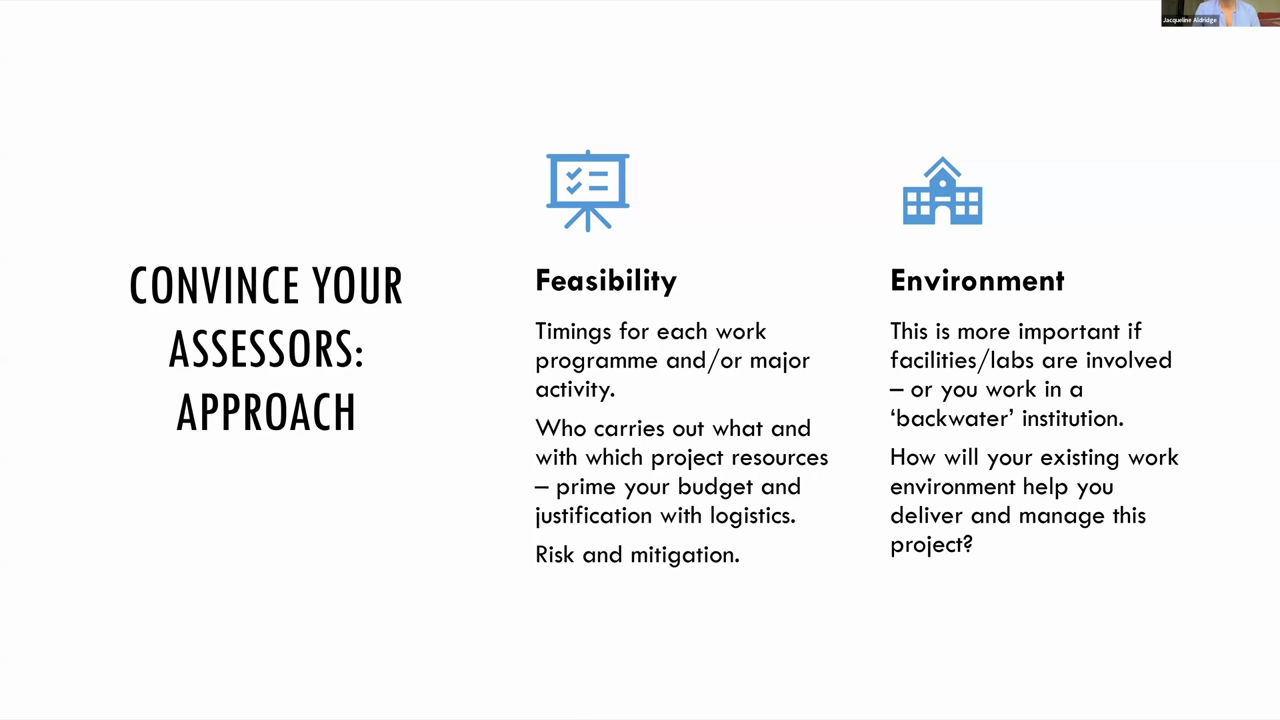 Jacqueline Aldridge
CONVINCE YOUR
ASSESSORS:
APPROACH
Feasibility
Timings for each work
programme and/or major
activity.
Who carries out what and
with which project resources
– prime your budget and
justification with logistics.
Risk and mitigation.
Environment
This is more important if
facilities/labs are involved
– or you work in a
‘backwater’ institution.
How will your existing work
environment help you
deliver and manage this
project?